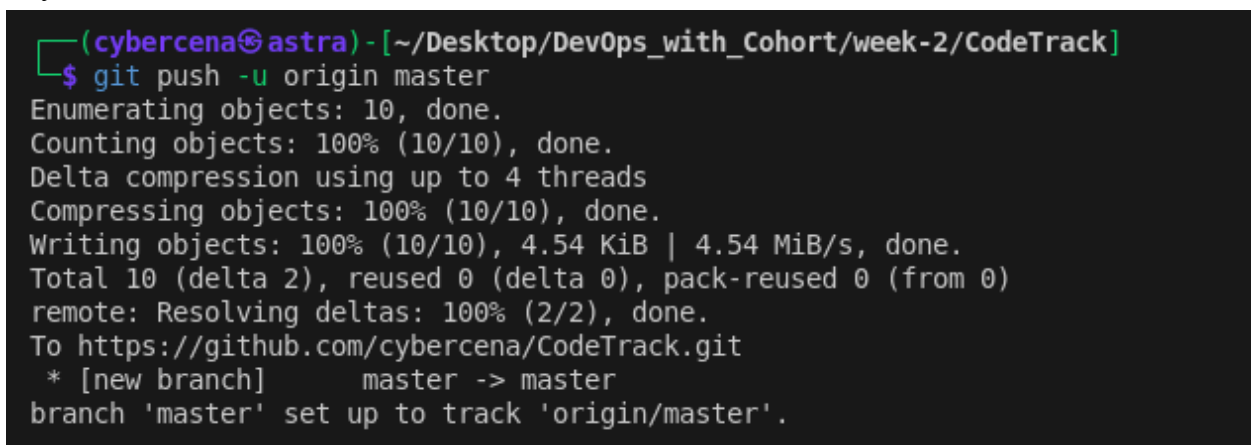 ┌──(cybercena㉿astra)-[~/Desktop/DevOps_with_Cohort/week-2/CodeTrack]
└─$ git push -u origin master
Enumerating objects: 10, done.
Counting objects: 100% (10/10), done.
Delta compression using up to 4 threads
Compressing objects: 100% (10/10), done.
Writing objects: 100% (10/10), 4.54 KiB | 4.54 MiB/s, done.
Total 10 (delta 2), reused 0 (delta 0), pack-reused 0 (from 0)
remote: Resolving deltas: 100% (2/2), done.
To https://github.com/cybercena/CodeTrack.git
 * [new branch]      master -> master
branch 'master' set up to track 'origin/master'.